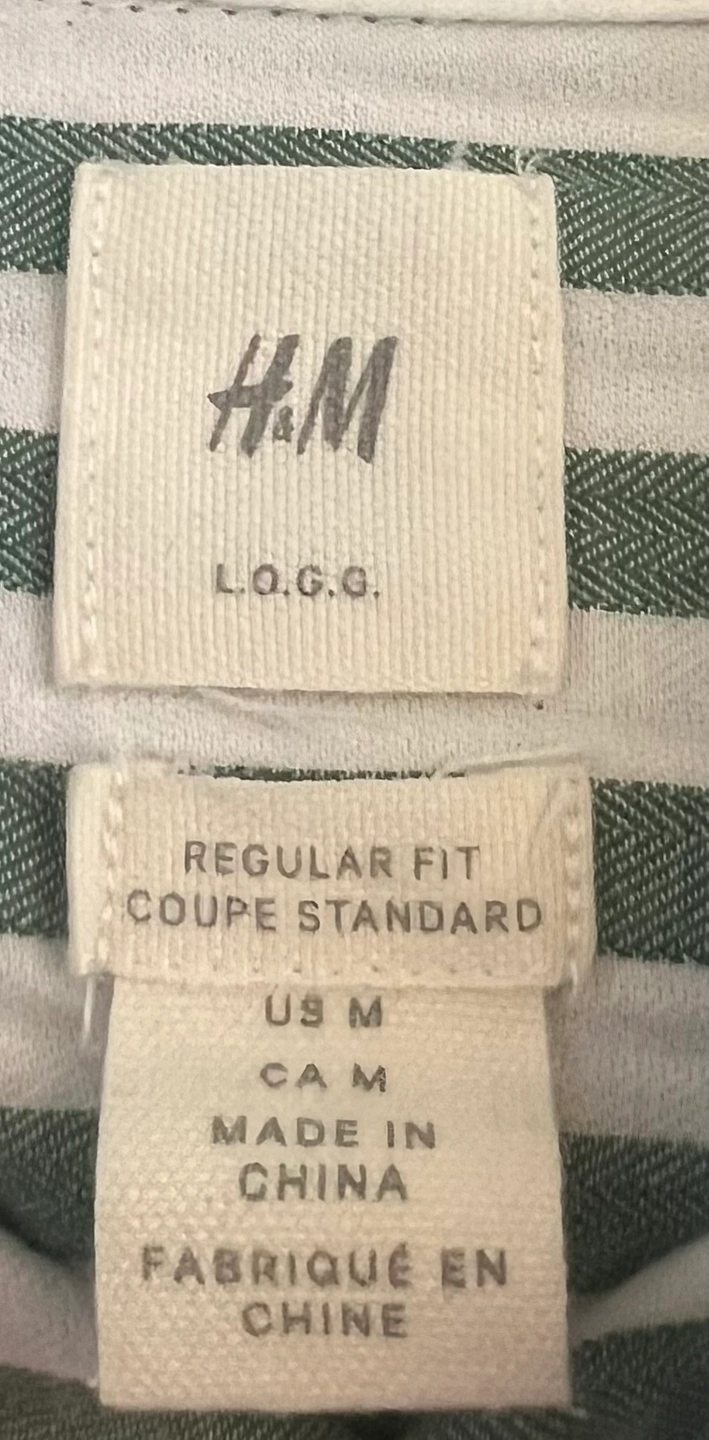 H&M
L.O.G.G.
REGULAR FIT
COUPE STANDARD
US M
CA M
MADE IN
CHINA
FABRIQUÉ EN
CHINE